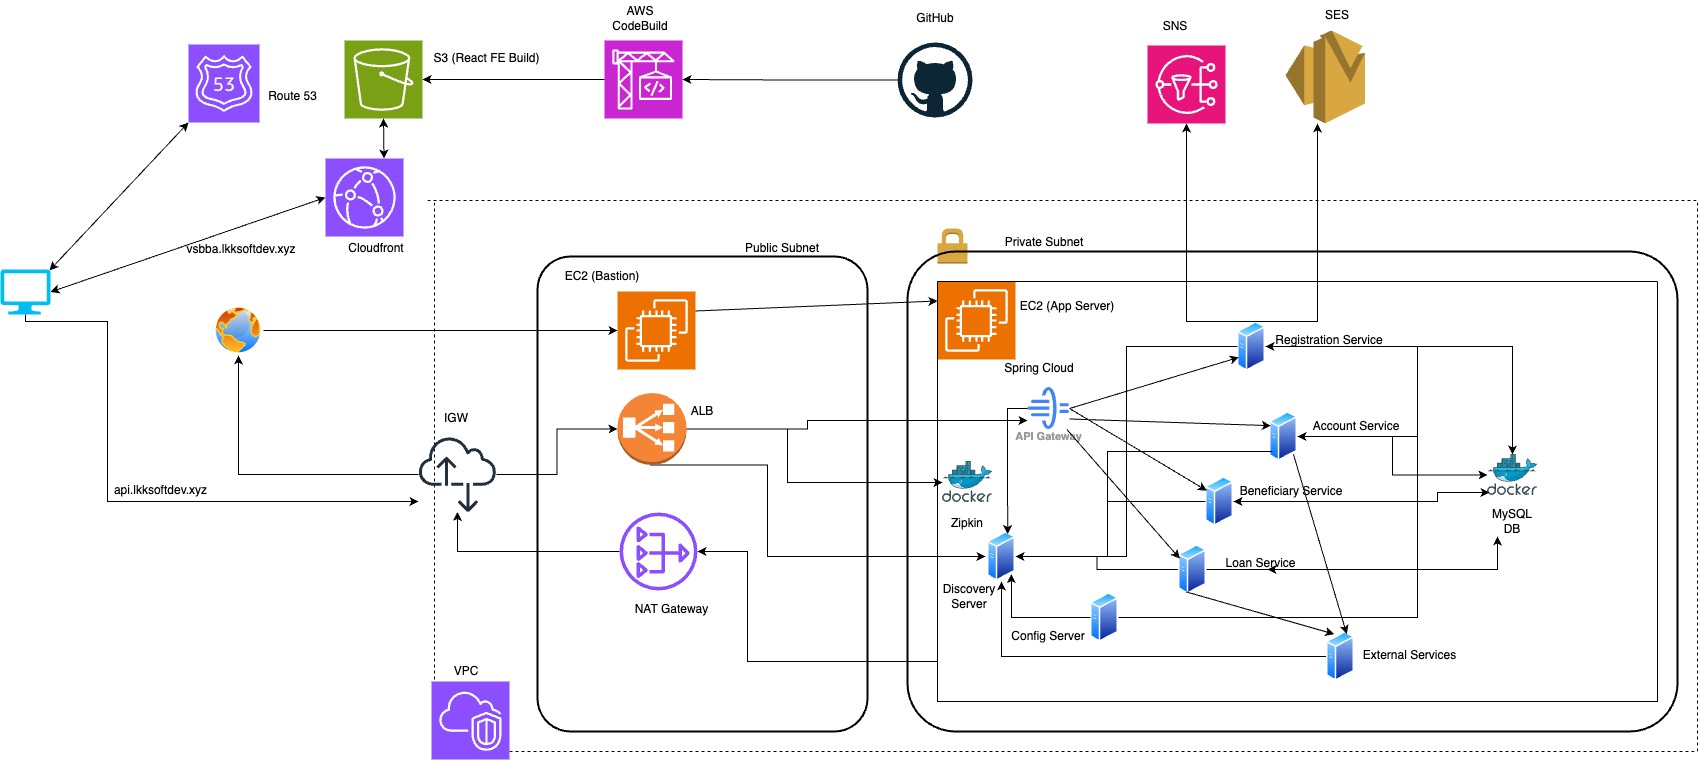 AWS
CodeBuild
GitHub
SNS
SES
S3 (React FE Build)
53
Route 53
</>
vsbba.lkksoftdev.xyz
Cloudfront
Public Subnet
Private Subnet
EC2 (Bastion)
EC2 (App Server)
Registration Service
Spring Cloud
IGW
ALB
API Gateway
Account Service
api.lkksoftdev.xyz
docker
Zipkin
Beneficiary Service
docker
MySQL
DB
Loan Service
Discovery
Server
NAT Gateway
Config Server
External Services
VPC